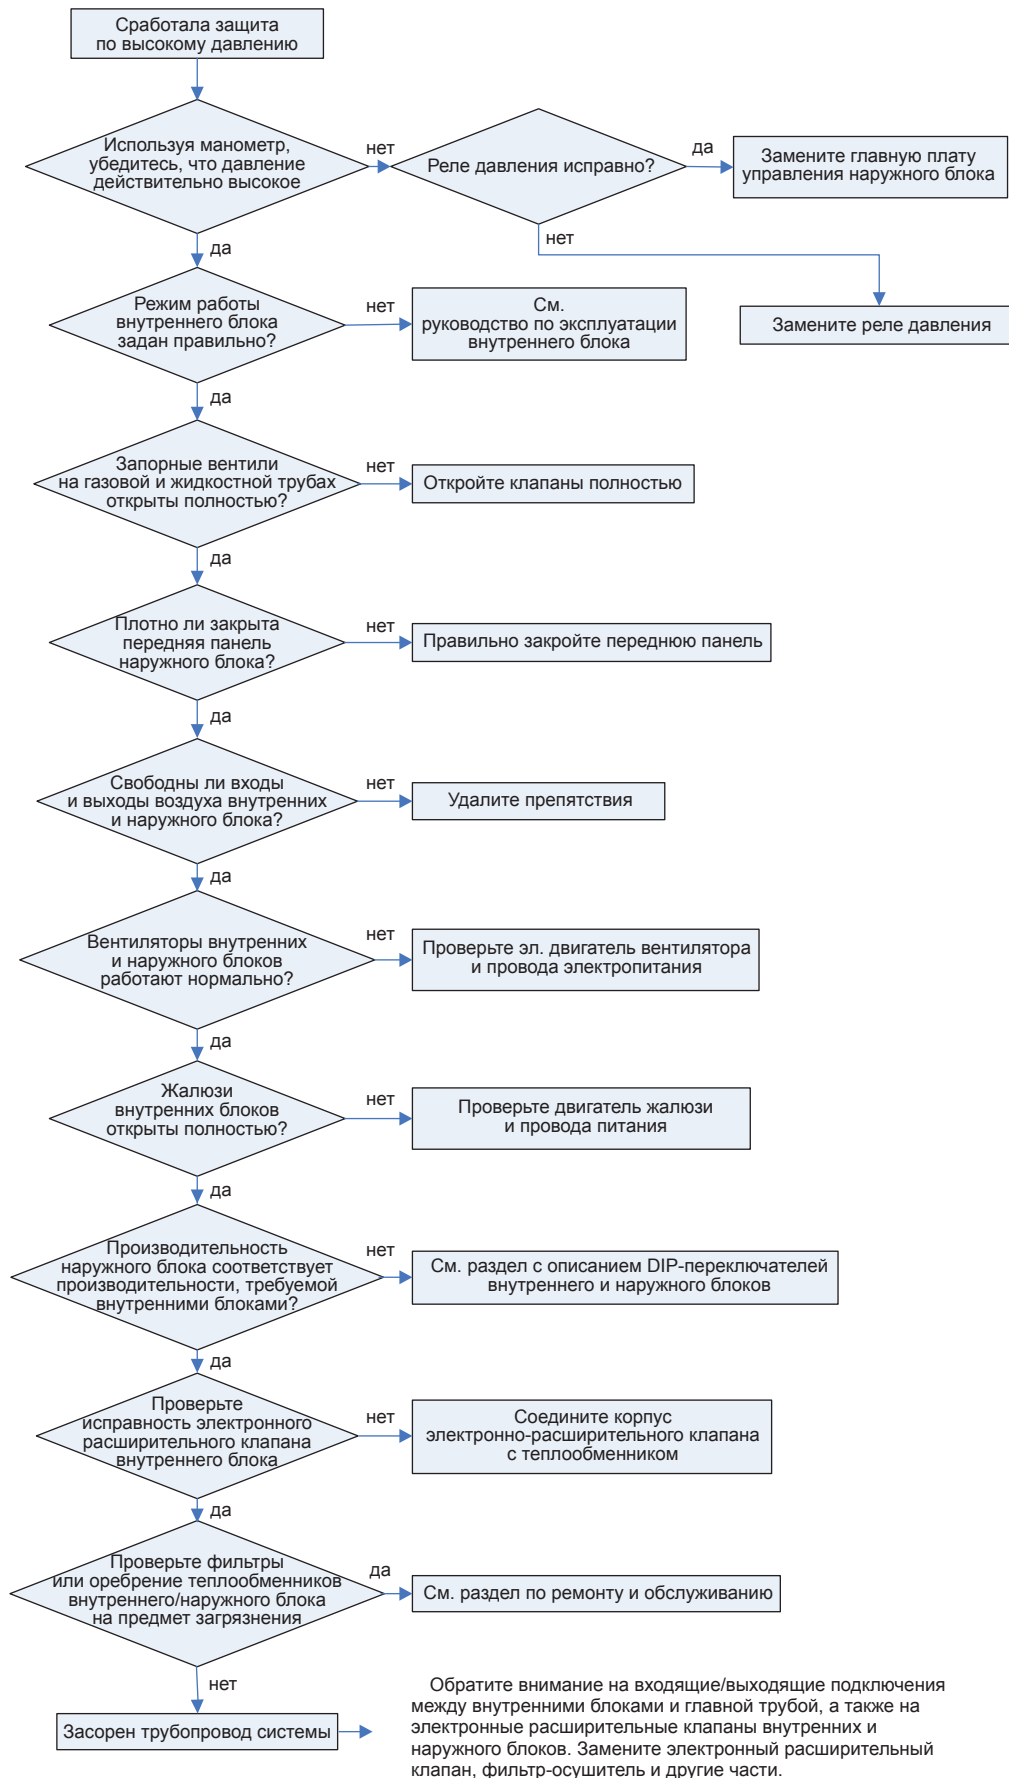 Сработала защита
по высокому давлению
Используя манометр,
убедитесь, что давление
действительно высокое
нет
Реле давления исправно?
да
Замените главную плату
управления наружного блока
нет
Замените реле давления
да
Режим работы
внутреннего блока
задан правильно?
нет
См.
руководство по эксплуатации
внутреннего блока
да
Запорные вентили
на газовой и жидкостной трубах
открыты полностью?
нет
Откройте клапаны полностью
да
Плотно ли закрыта
передняя панель
наружного блока?
нет
Правильно закройте переднюю панель
да
Свободны ли входы
и выходы воздуха внутренних
и наружного блока?
нет
Удалите препятствия
да
Вентиляторы внутренних
и наружного блоков
работают нормально?
нет
Проверьте эл. двигатель вентилятора
и провода электропитания
да
Жалюзи
внутренних блоков
открыты полностью?
нет
Проверьте двигатель жалюзи
и провода питания
да
Производительность
наружного блока соответствует
производительности, требуемой
внутренними блоками?
нет
См. раздел с описанием DIP-переключателей
внутреннего и наружного блоков
да
Проверьте
исправность электронного
расширительного клапана
внутреннего блока
нет
Соедините корпус
электронно-расширительного клапана
с теплообменником
да
Проверьте фильтры
или оребрение теплообменников
внутреннего/наружного блока
на предмет загрязнения
да
См. раздел по ремонту и обслуживанию
нет
Засорен трубопровод системы
Обратите внимание на входящие/выходящие подключения
между внутренними блоками и главной трубой, а также на
электронные расширительные клапаны внутренних и
наружного блоков. Замените электронный расширительный
клапан, фильтр-осушитель и другие части.